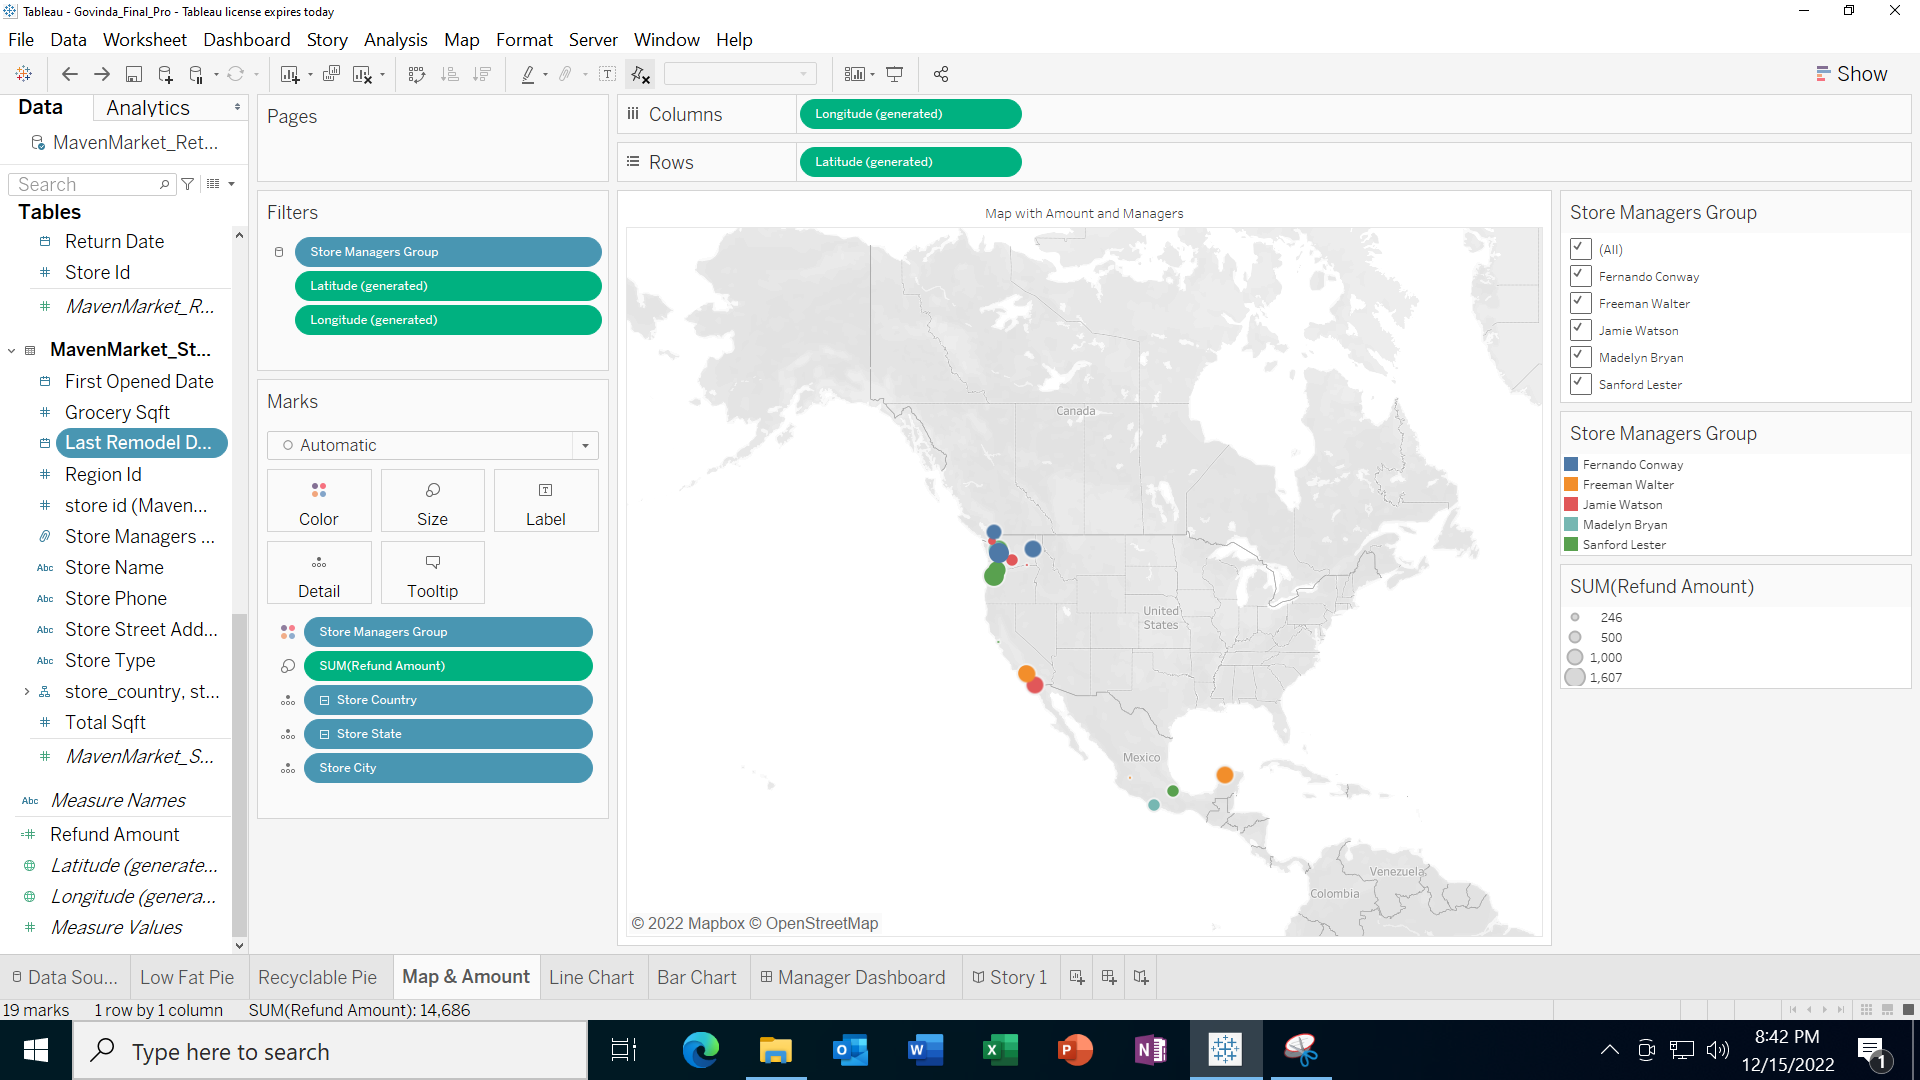 Tableau - Govinda_Final_Pro - Tableau license expires today
File Data Worksheet Dashboard Story Analysis Map Format Server Window Help
Show
Data
Analytics
MavenMarket_Ret...
Search
Tables
Return Date
Store Id
MavenMarket_R...
MavenMarket_St...
First Opened Date
Grocery Sqft
Last Remodel D...
Region Id
store id (Maven...
Store Managers ...
Abc Store Name
Abc Store Phone
Abc Store Street Add...
Abc Store Type
store_country, st...
Total Sqft
MavenMarket_S...
Abc Measure Names
Refund Amount
Latitude (generate...
Longitude (genera...
Measure Values
Pages
Filters
Store Managers Group
Latitude (generated)
Longitude (generated)
Marks
Automatic
Color
Size
Label
Detail
Tooltip
Store Managers Group
SUM(Refund Amount)
Store Country
Store State
Store City
Columns
Longitude (generated)
Rows
Latitude (generated)
Map with Amount and Managers
Canada
United
States
Mexico
Venezuela
Colombia
© 2022 Mapbox © OpenStreetMap
Store Managers Group
(All)
Fernando Conway
Freeman Walter
Jamie Watson
Madelyn Bryan
Sanford Lester
Store Managers Group
Fernando Conway
Freeman Walter
Jamie Watson
Madelyn Bryan
Sanford Lester
SUM(Refund Amount)
246
500
1,000
1,607
Data Sou...
Low Fat Pie
Recyclable Pie
Map & Amount
Line Chart
Bar Chart
Manager Dashboard
Story 1
19 marks 1 row by 1 column SUM(Refund Amount): 14,686
Type here to search
8:42 PM
12/15/2022
1